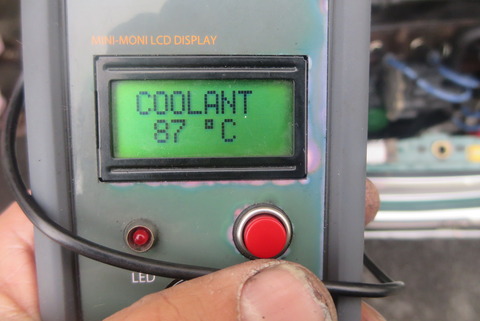 MINI-MONI LCD DISPLAY
COOLANT
87 °C
LED